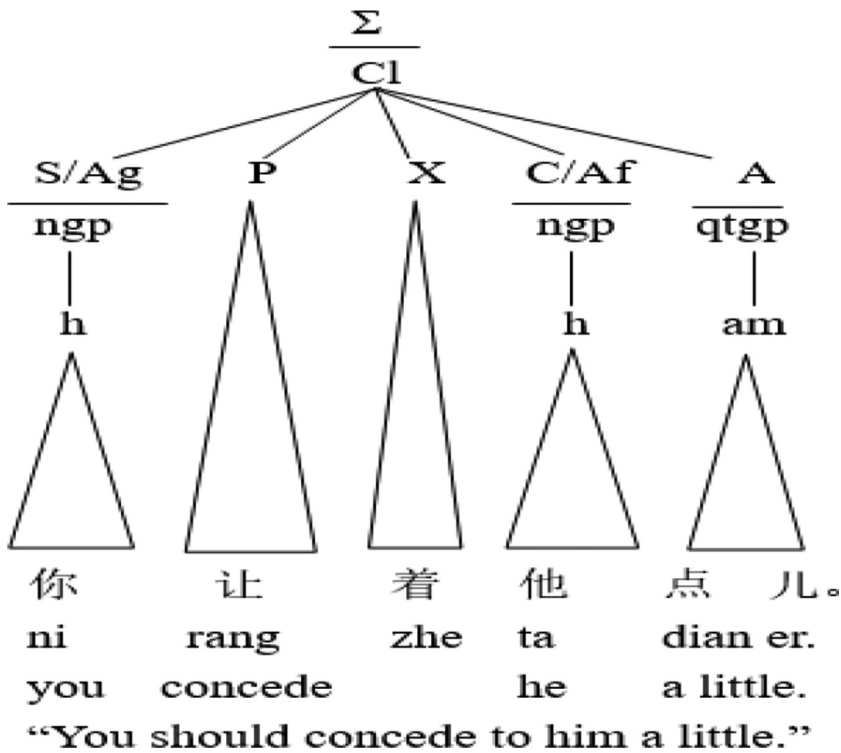 Σ
Cl
S/Ag P X C/Af A
ngp ngp qtgp
h h am
你 让 着 他 点 儿。
ni rang zhe ta dian er.
you concede he a little.
“You should concede to him a little.”